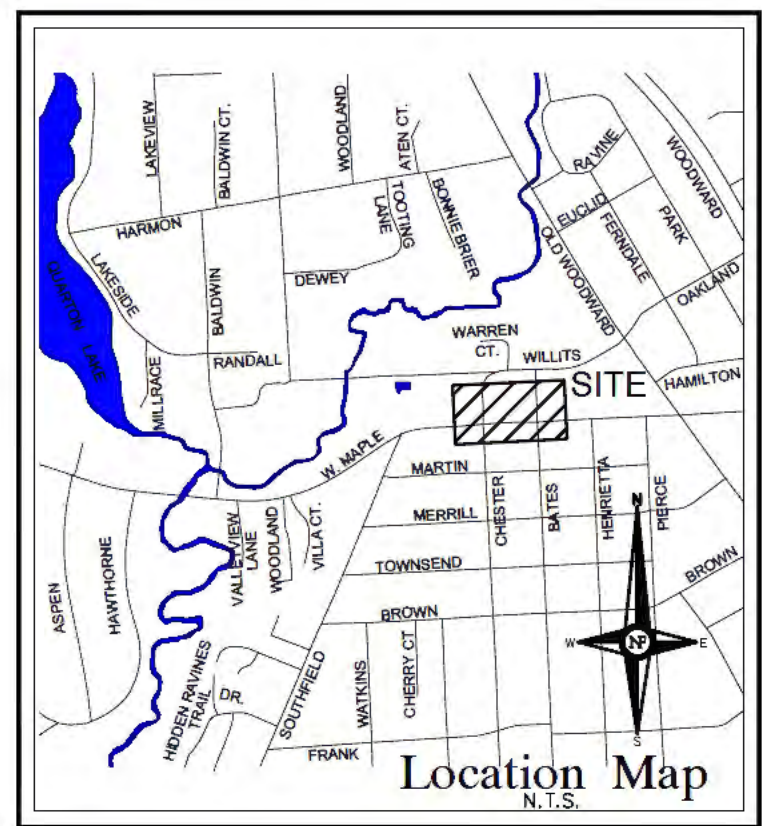 LAKEVIEW
BALDWIN CT.
WOODLAND
ATEN CT.
RAVINE
WOODWARD
HARMON
TOOTING
LANE
BONNIE BRIER
EUCLID
FERNDALE
PARK
LAKESIDE
OLD WOODWARD
QUARTON LAKE
BALDWIN
DEWEY
OAKLAND
WARREN
CT.
WILLITS
MILLRACE
RANDALL
SITE
HAMILTON
W. MAPLE
MARTIN
MERRILL
CHESTER
BATES
HENRIETTA
PIERCE
N
ASPEN
HAWTHORNE
VALLEYVIEW
LANE
WOODLAND
VILLA CT.
TOWNSEND
BROWN
BROWN
W
NF
E
HIDDEN RAVINES
TRAIL
DR.
SOUTHFIELD
WATKINS
CHERRY CT
S
FRANK
Location Map
N.T.S.